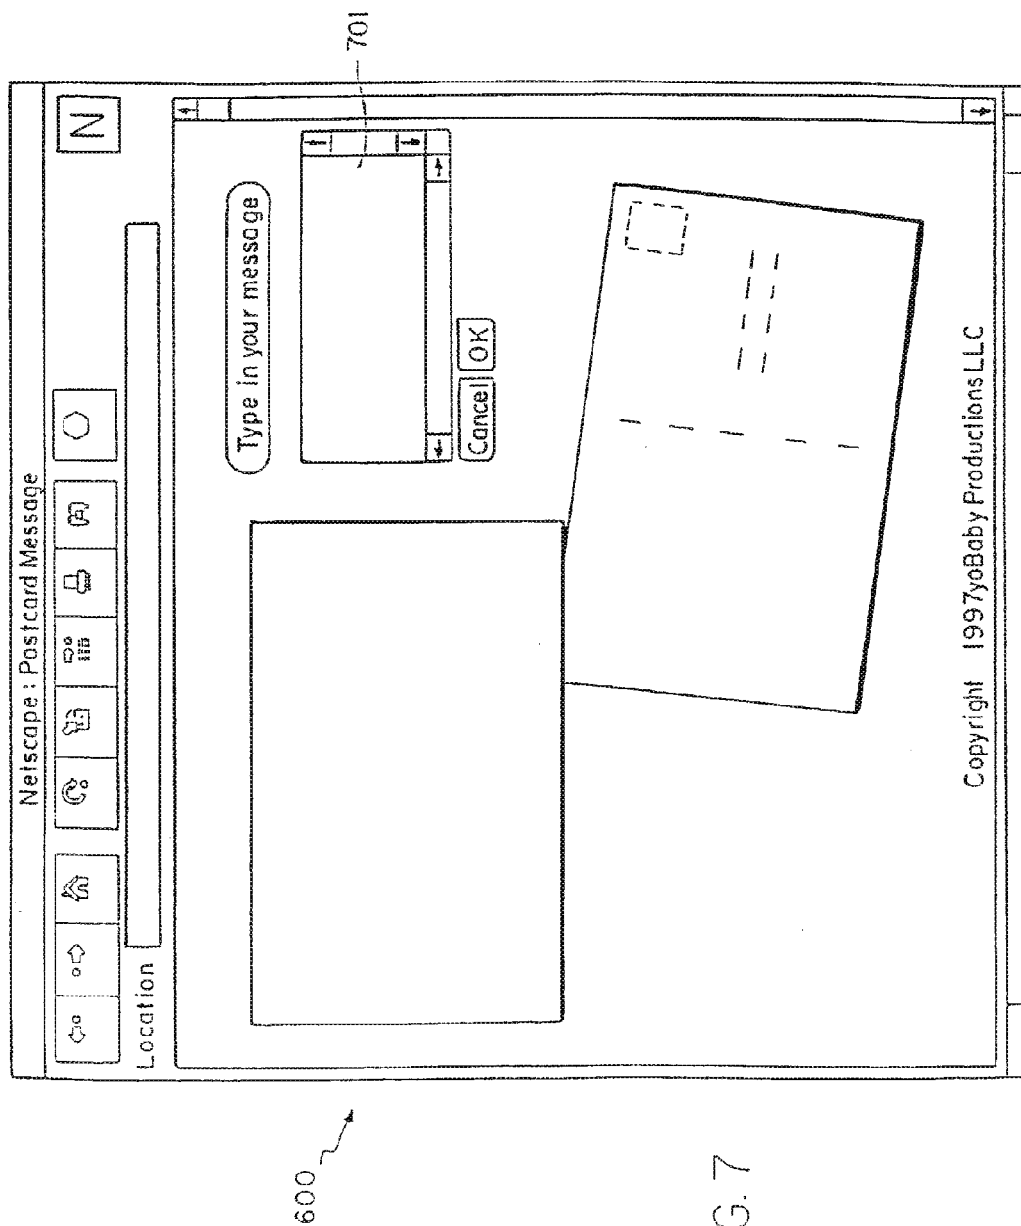 Netscape: Postcard Message
N
Location
Type in your message
701
Cancel
OK
Copyright 1997yoBaby Productions LLC
600
G. 7